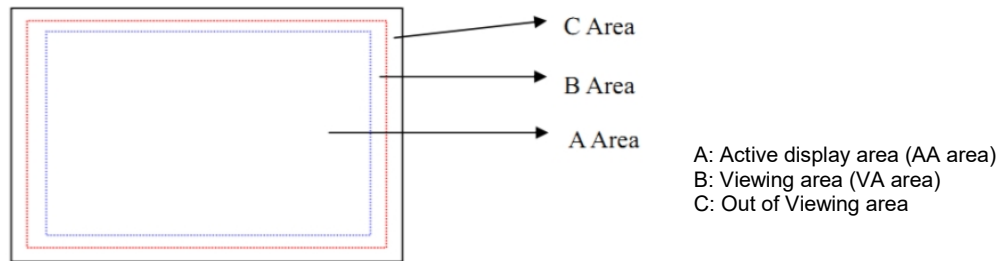 C Area
B Area
A Area
A: Active display area (AA area)
B: Viewing area (VA area)
C: Out of Viewing area